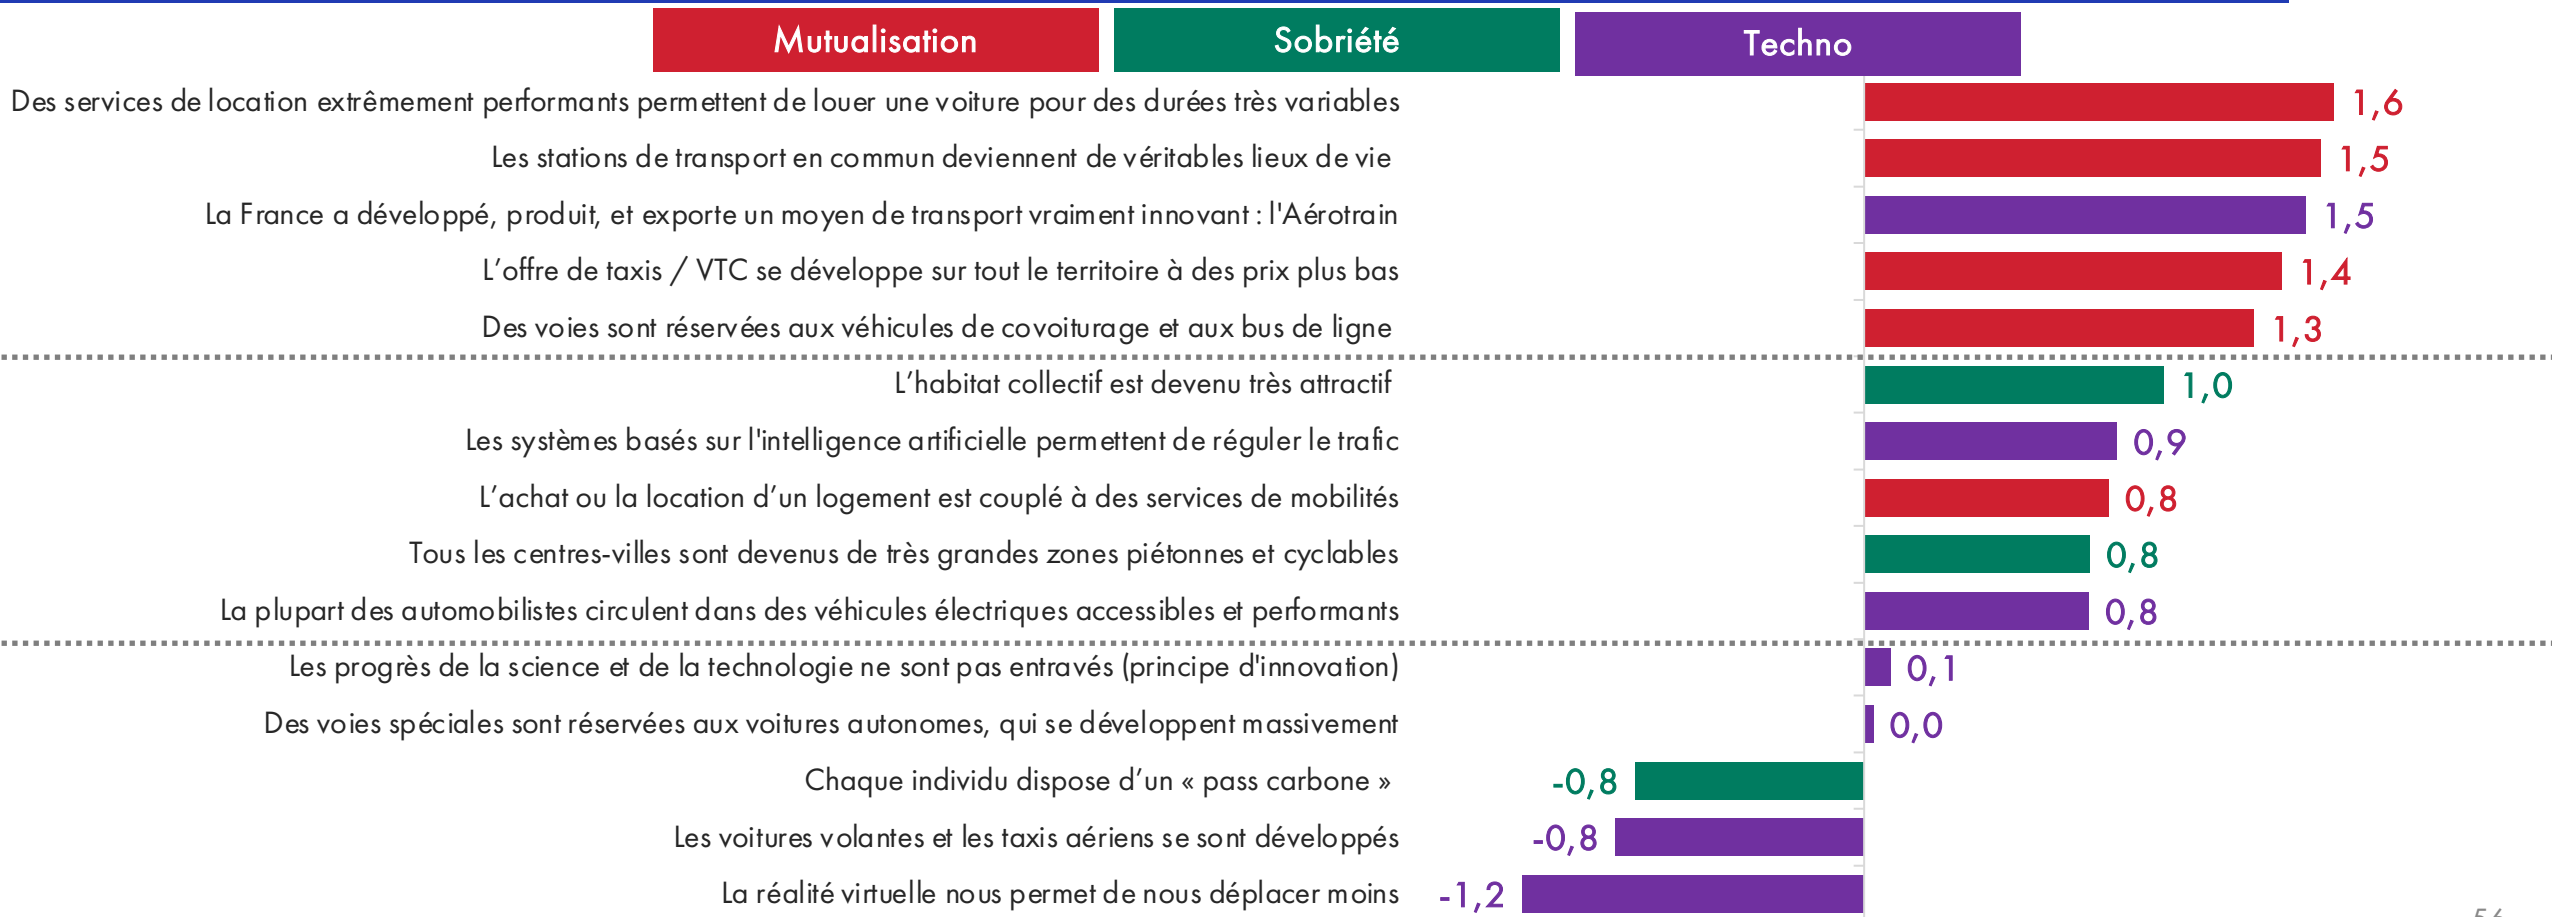 Mutualisation Sobriété Techno
Des services de location extrêmement performants permettent de louer une voiture pour des durées très variables 1,6
Les stations de transport en commun deviennent de véritables lieux de vie 1,5
La France a développé, produit, et exporte un moyen de transport vraiment innovant : l'Aérotrain 1,5
L’offre de taxis / VTC se développe sur tout le territoire à des prix plus bas 1,4
Des voies sont réservées aux véhicules de covoiturage et aux bus de ligne 1,3
L’habitat collectif est devenu très attractif 1,0
Les systèmes basés sur l'intelligence artificielle permettent de réguler le trafic 0,9
L’achat ou la location d’un logement est couplé à des services de mobilités 0,8
Tous les centres-villes sont devenus de très grandes zones piétonnes et cyclables 0,8
La plupart des automobilistes circulent dans des véhicules électriques accessibles et performants 0,8
Les progrès de la science et de la technologie ne sont pas entravés (principe d'innovation) 0,1
Des voies spéciales sont réservées aux voitures autonomes, qui se développent massivement 0,0
Chaque individu dispose d’un « pass carbone » -0,8
Les voitures volantes et les taxis aériens se sont développés -0,8
La réalité virtuelle nous permet de nous déplacer moins -1,2